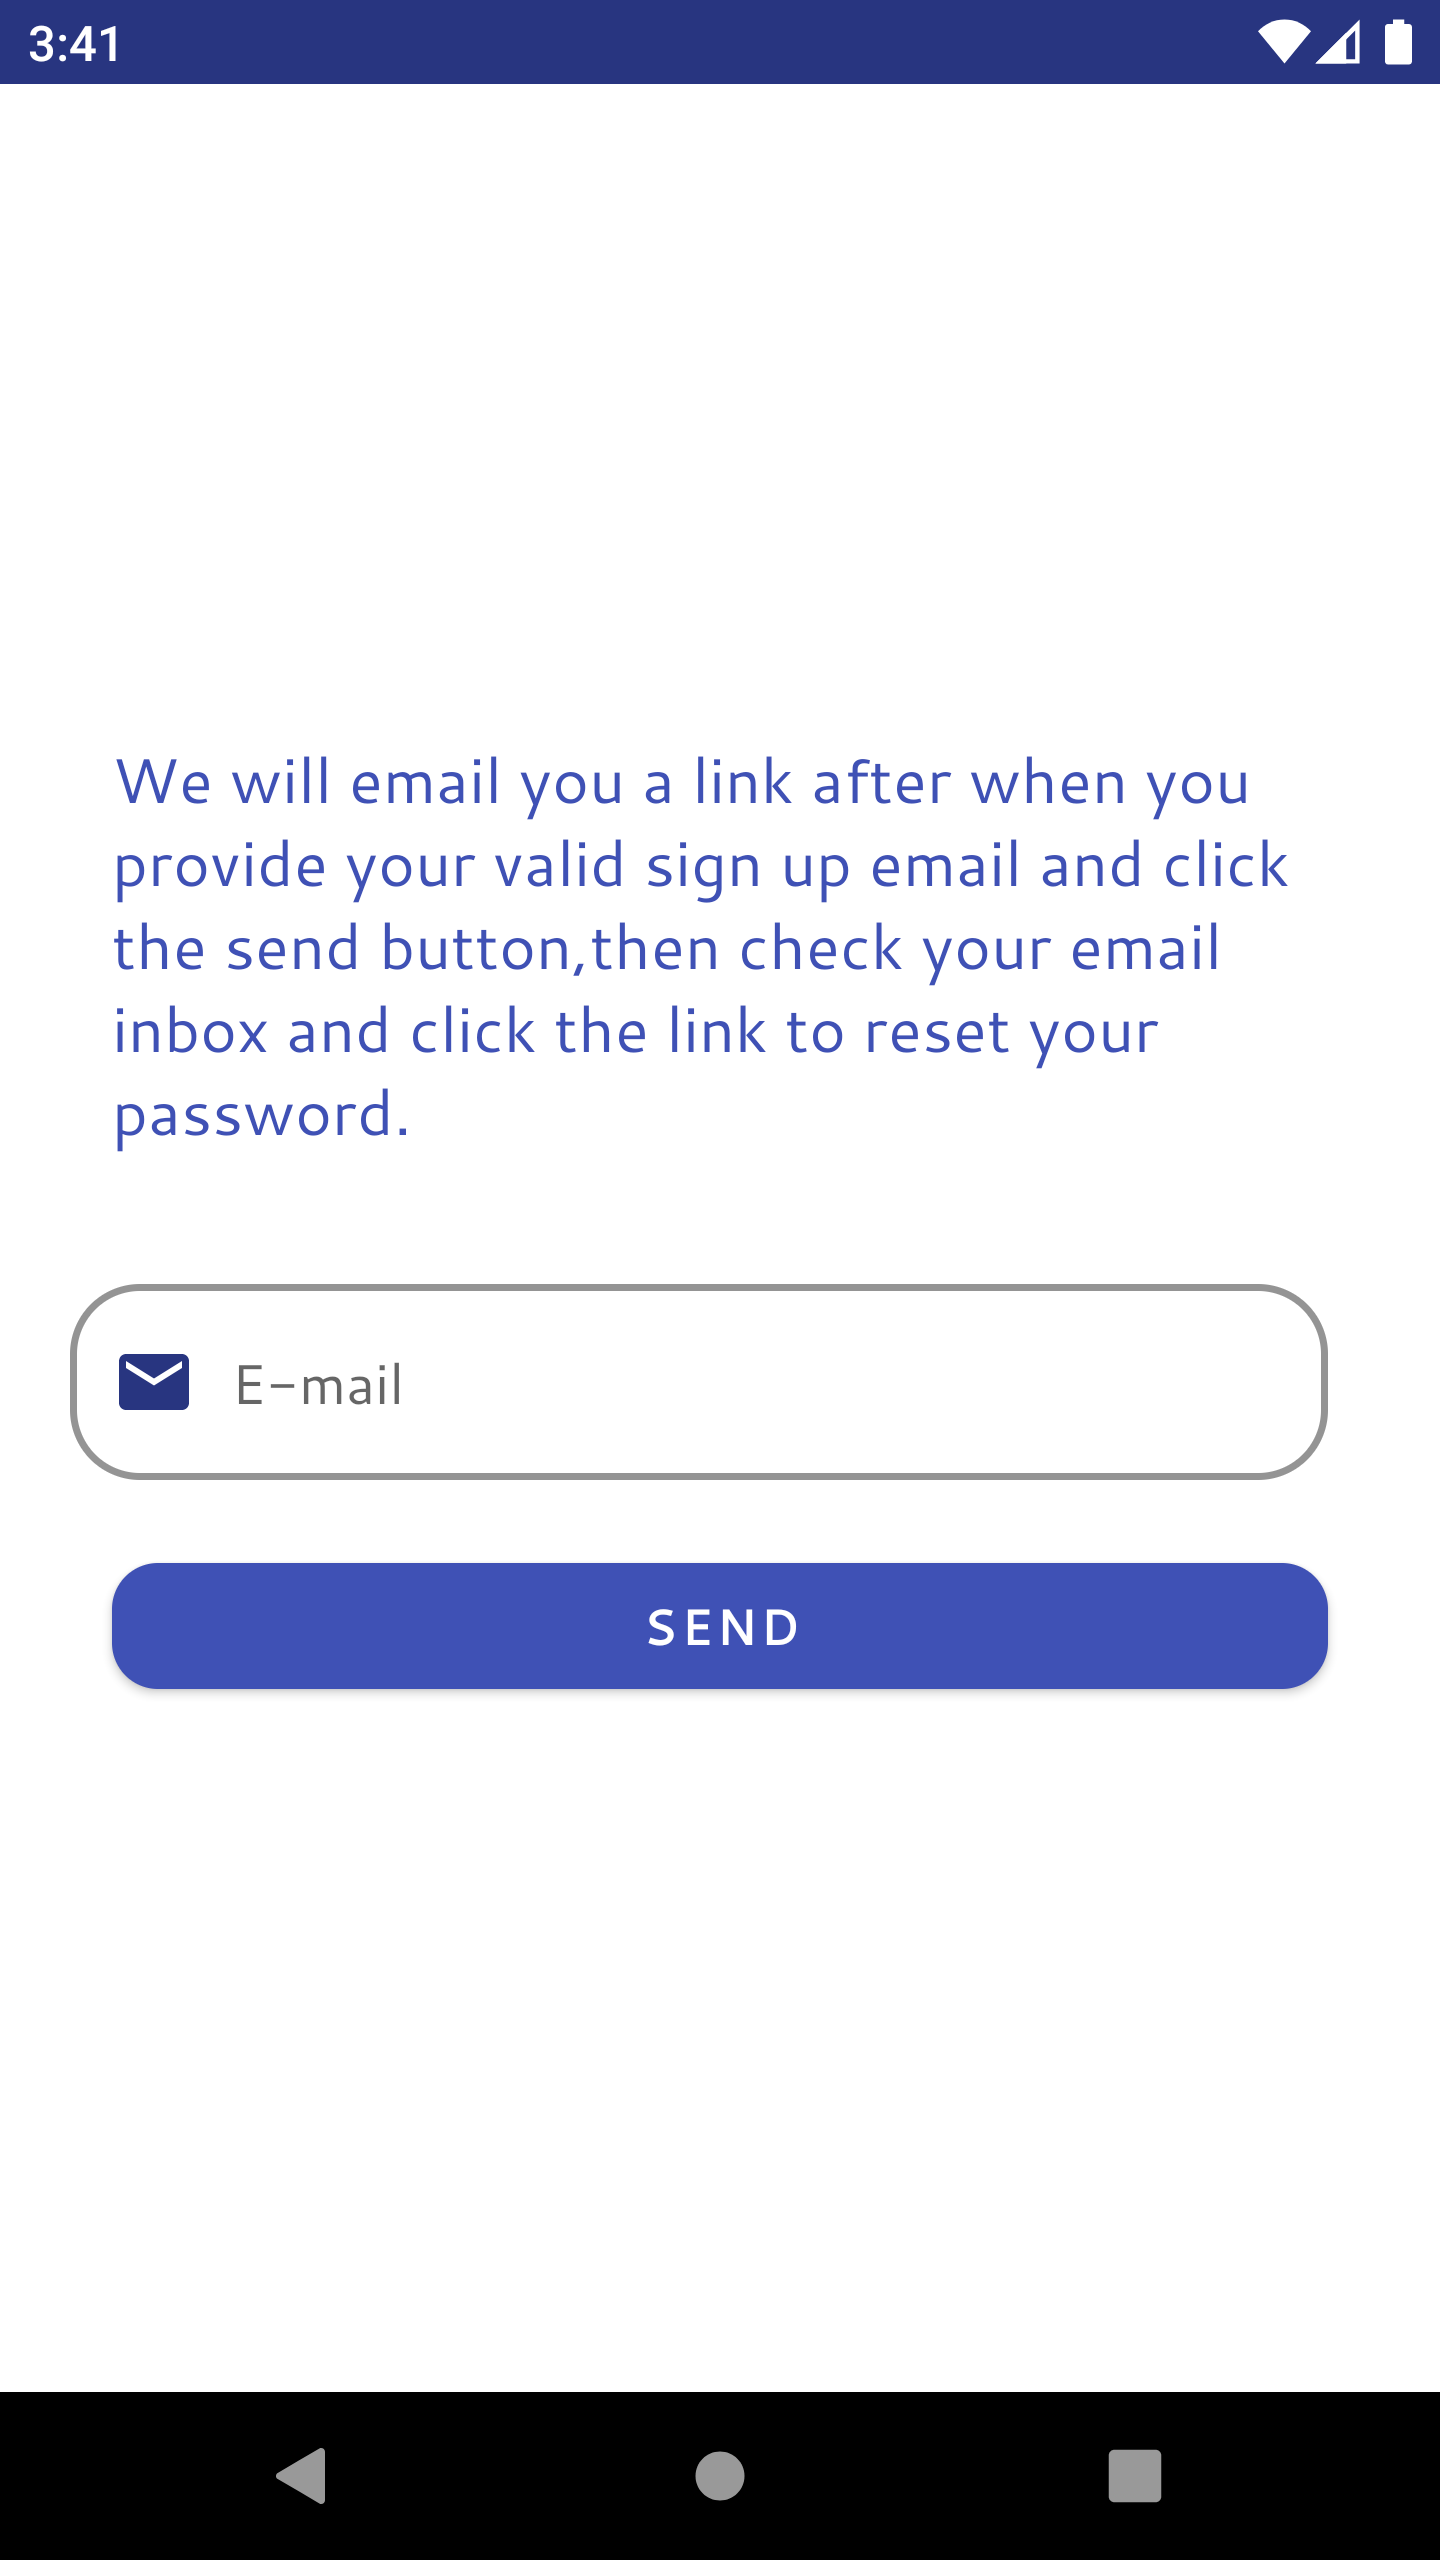 3:41
We will email you a link after when you
provide your valid sign up email and click
the send button,then check your email
inbox and click the link to reset your
password.
E-mail
SEND